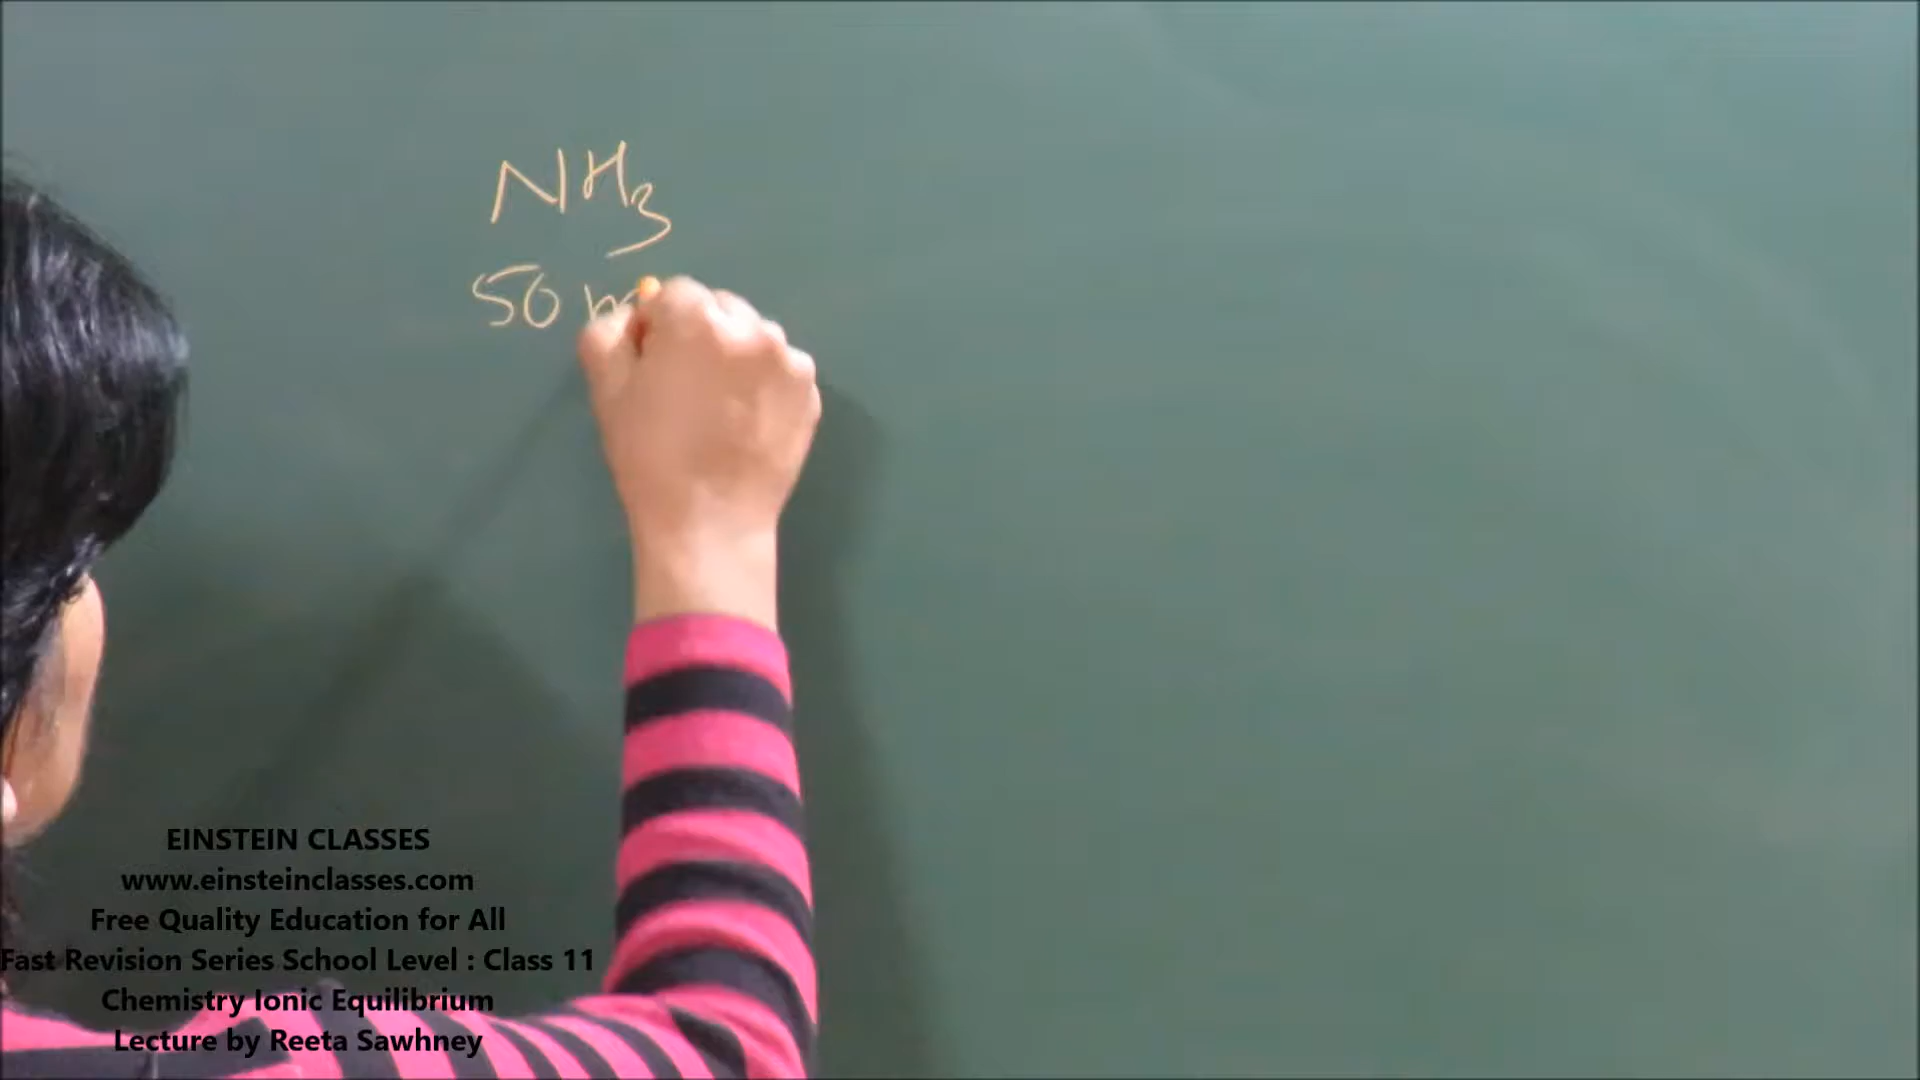 NH3
50 m
EINSTEIN CLASSES
www.einsteinclasses.com
Free Quality Education for All
Fast Revision Series School Level : Class 11
Chemistry Ionic Equilibrium
Lecture by Reeta Sawhney